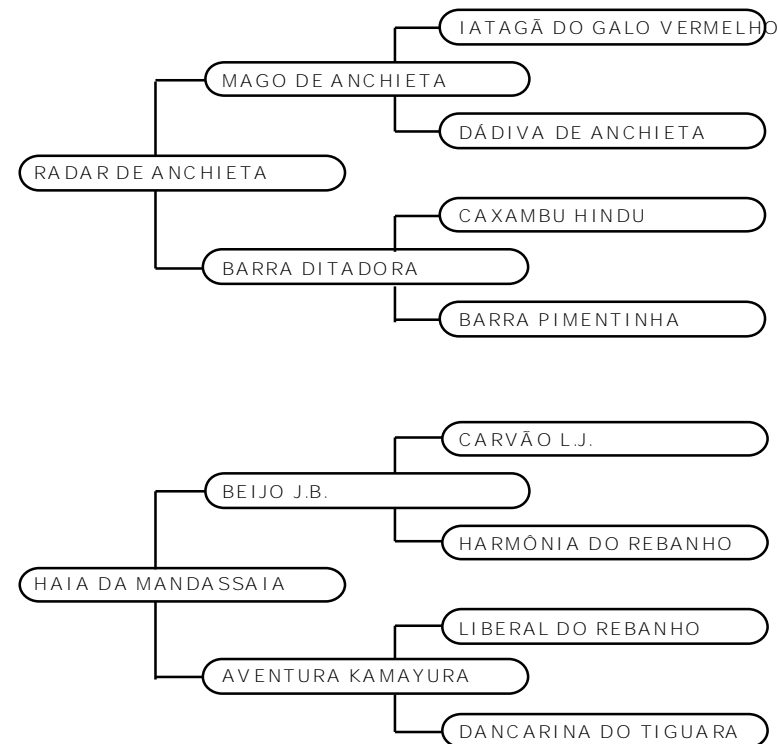 IATAGÃ DO GALO VERMELHO
MAGO DE ANCHIETA
DÁDIVA DE ANCHIETA
RADAR DE ANCHIETA
CAXAMBU HINDU
BARRA DITADORA
BARRA PIMENTINHA
CARVÃO L.J.
BEIJO J.B.
HARMÔNIA DO REBANHO
HAIA DA MANDASSAIA
LIBERAL DO REBANHO
AVENTURA KAMAYURA
DANCARINA DO TIGUARA